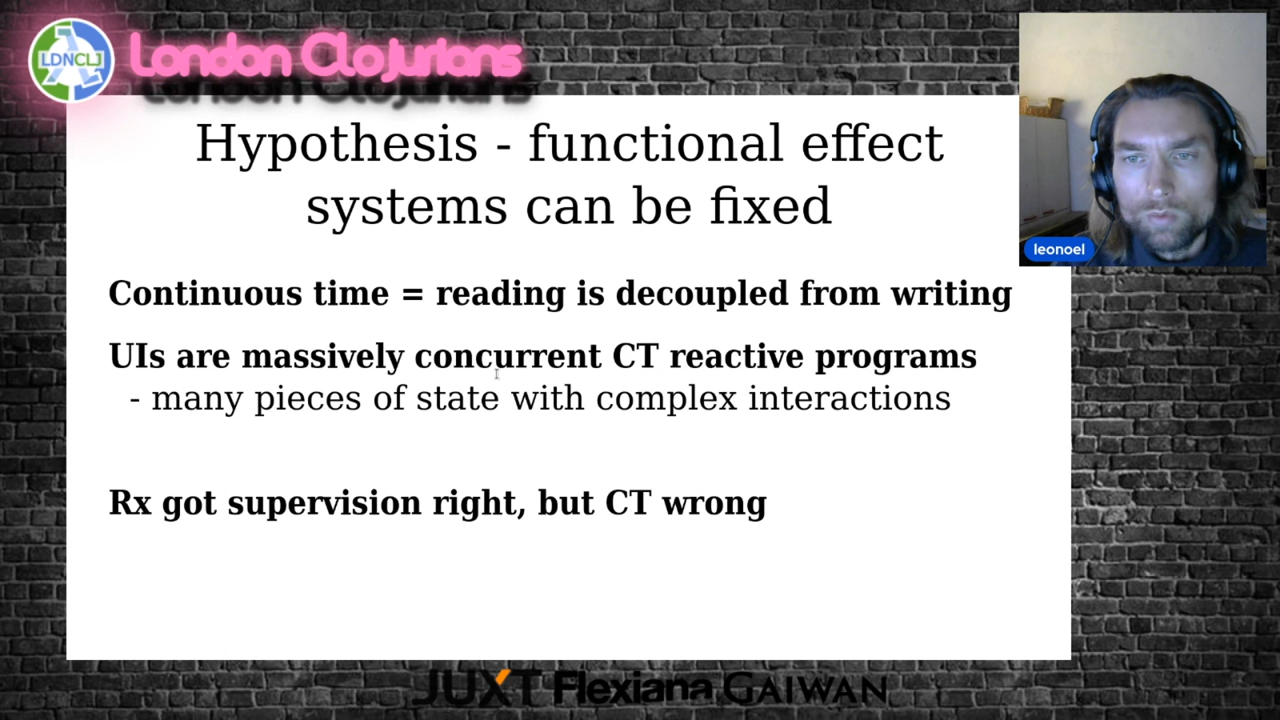 LDNCLJ
London Clojurians
Hypothesis - functional effect
systems can be fixed
leonoel
Continuous time = reading is decoupled from writing
UIs are massively concurrent CT reactive programs
- many pieces of state with complex interactions
Rx got supervision right, but CT wrong
JUXT Flexiana GAIWAN